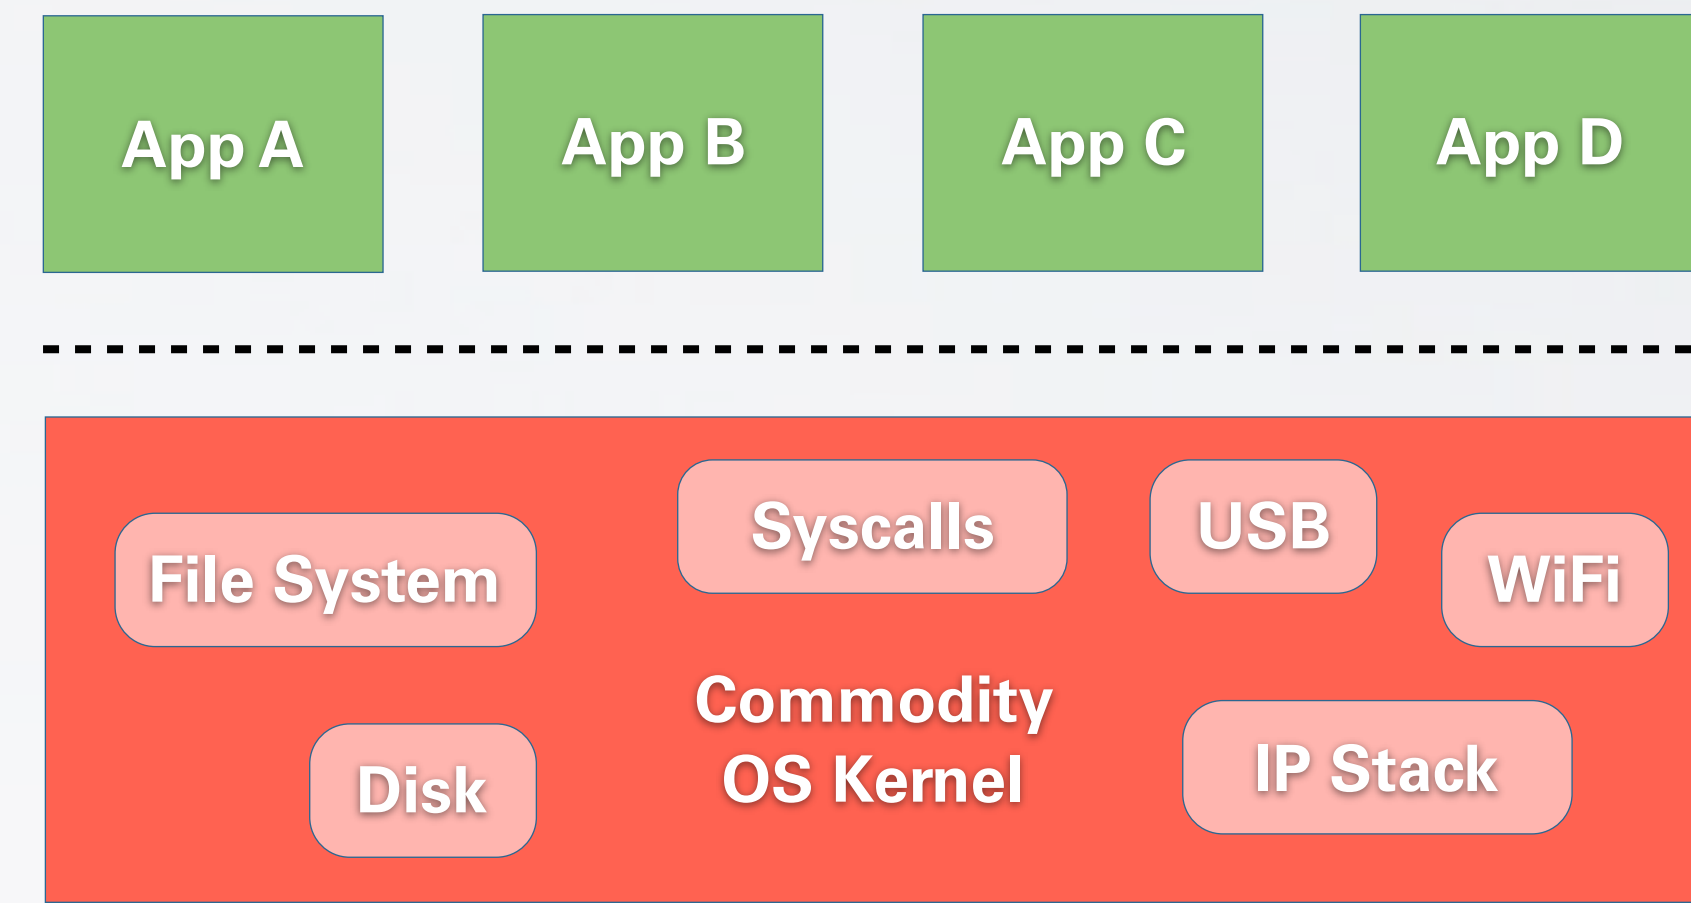 App A
App B
App C
App D
Syscalls
USB
File System
WiFi
Commodity
OS Kernel
IP Stack
Disk